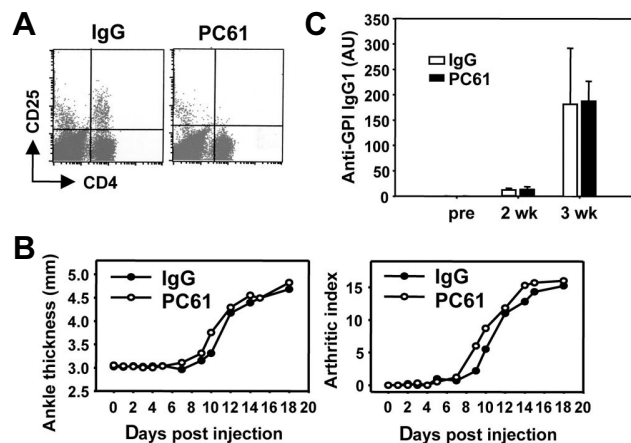 A
IgG
PC61
CD25
CD4
C
Anti-GPI IgG1 (AU)
350
300
250
200
150
100
50
0
IgG
PC61
pre
2 wk
3 wk
B
Ankle thickness (mm)
5.0
4.5
4.0
3.5
3.0
2.5
IgG
PC61
0 2 4 6 8 10 12 14 16 18 20
Days post injection
Arthritic index
15
10
5
0
IgG
PC61
0 2 4 6 8 10 12 14 16 18 20
Days post injection